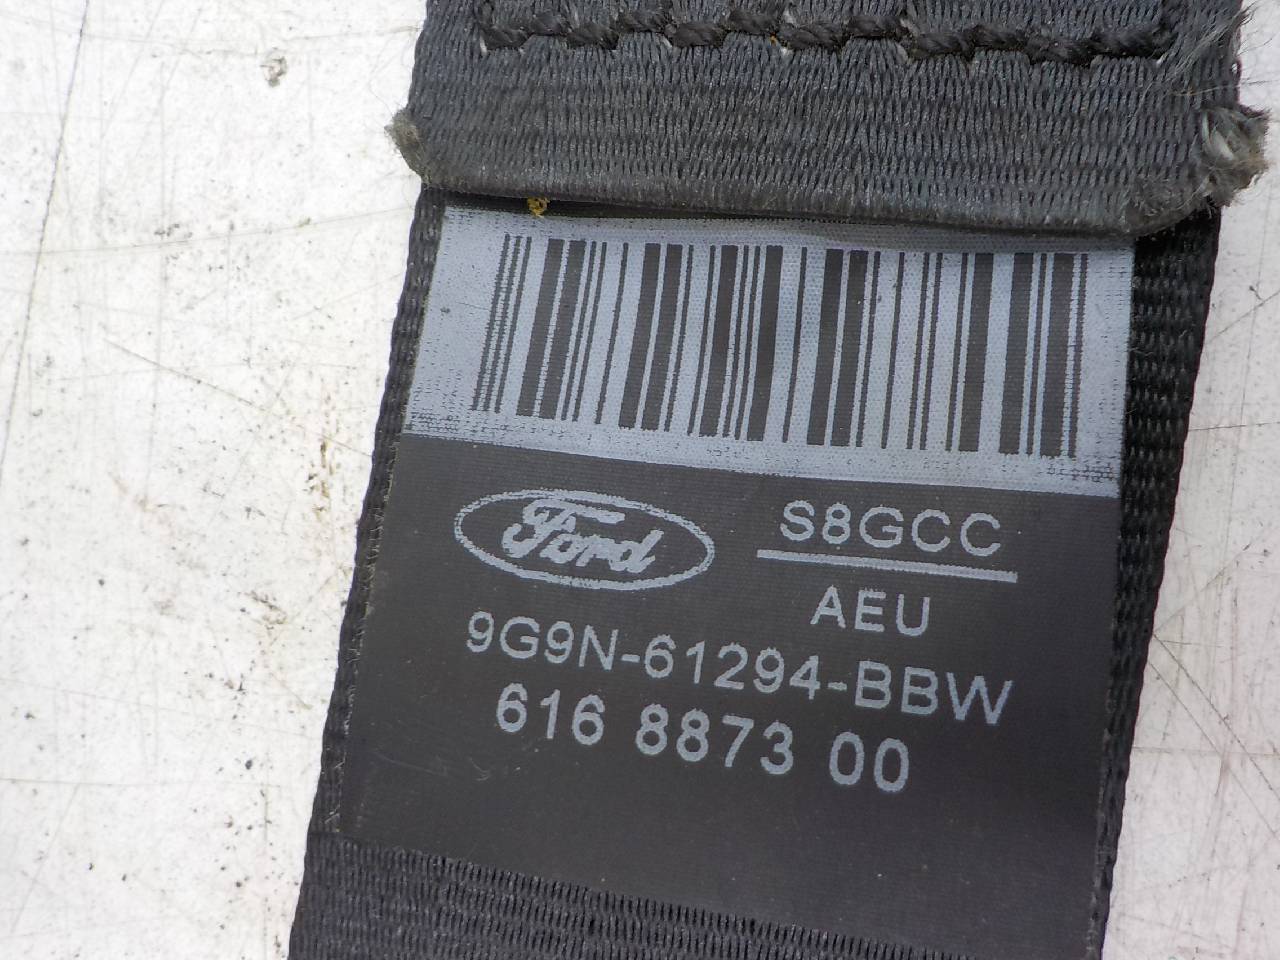 Ford
S8GCC
AEU
9G9N-61294-BBW
616 8873 00